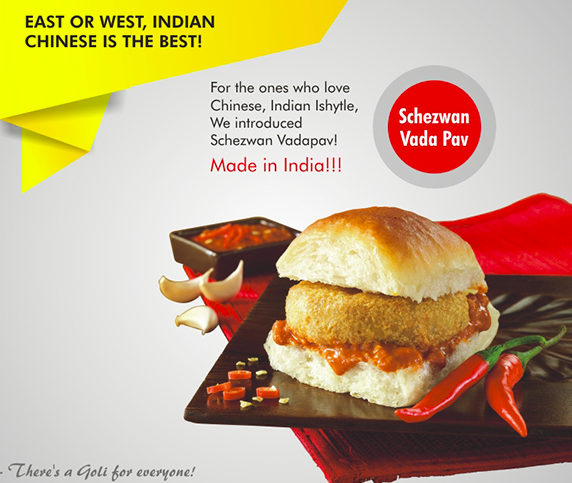 EAST OR WEST, INDIAN
CHINESE IS THE BEST!
For the ones who love
Chinese, Indian Ishytle,
We introduced
Schezwan Vadapav!
Made in India!!!
Schezwan
Vada Pav
- There's a Goli for everyone!